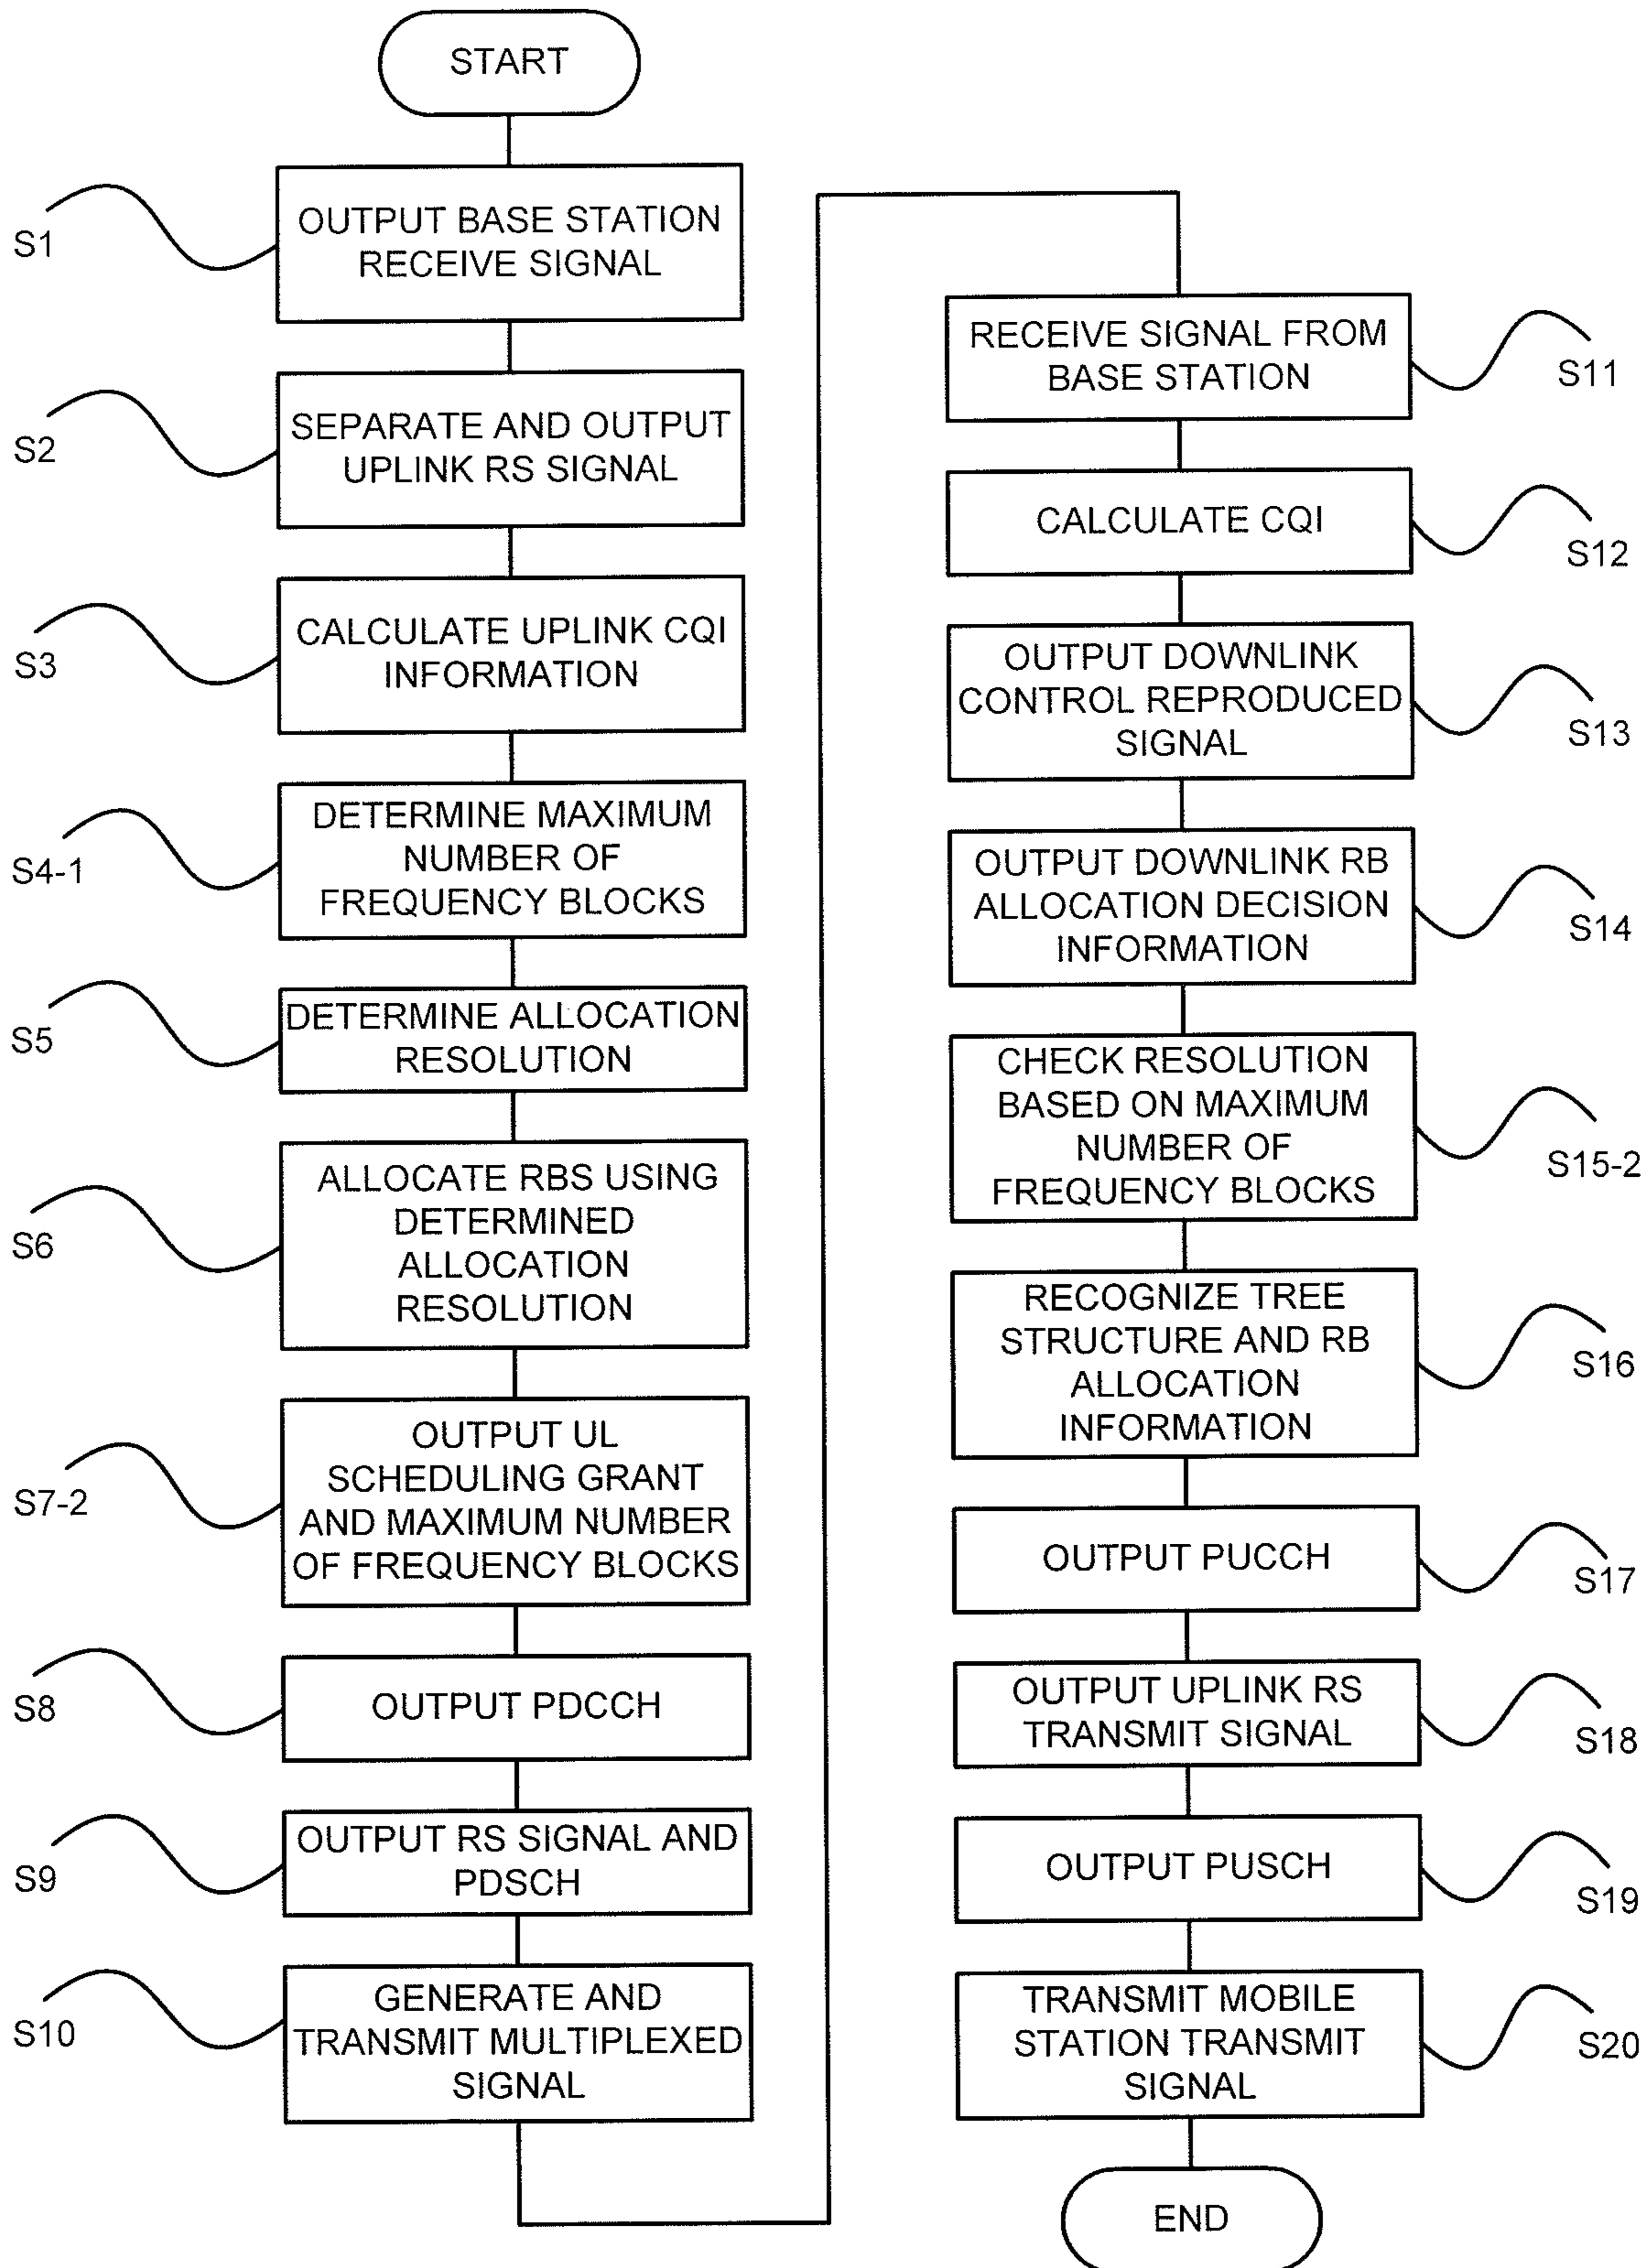 START
S1
OUTPUT BASE STATION
RECEIVE SIGNAL
S2
SEPARATE AND OUTPUT
UPLINK RS SIGNAL
S3
CALCULATE UPLINK CQI
INFORMATION
S4-1
DETERMINE MAXIMUM
NUMBER OF
FREQUENCY BLOCKS
S5
DETERMINE ALLOCATION
RESOLUTION
S6
ALLOCATE RBS USING
DETERMINED
ALLOCATION
RESOLUTION
S7-2
OUTPUT UL
SCHEDULING GRANT
AND MAXIMUM NUMBER
OF FREQUENCY BLOCKS
S8
OUTPUT PDCCH
S9
OUTPUT RS SIGNAL AND
PDSCH
S10
GENERATE AND
TRANSMIT MULTIPLEXED
SIGNAL
RECEIVE SIGNAL FROM
BASE STATION
S11
CALCULATE CQI
S12
OUTPUT DOWNLINK
CONTROL REPRODUCED
SIGNAL
S13
OUTPUT DOWNLINK RB
ALLOCATION DECISION
INFORMATION
S14
CHECK RESOLUTION
BASED ON MAXIMUM
NUMBER OF
FREQUENCY BLOCKS
S15-2
RECOGNIZE TREE
STRUCTURE AND RB
ALLOCATION
INFORMATION
S16
OUTPUT PUCCH
S17
OUTPUT UPLINK RS
TRANSMIT SIGNAL
S18
OUTPUT PUSCH
S19
TRANSMIT MOBILE
STATION TRANSMIT
SIGNAL
S20
END